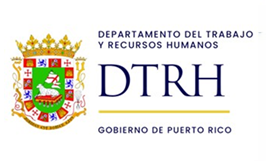 DEPARTAMENTO DEL TRABAJO
Y RECURSOS HUMANOS
DTRH
GOBIERNO DE PUERTO RICO